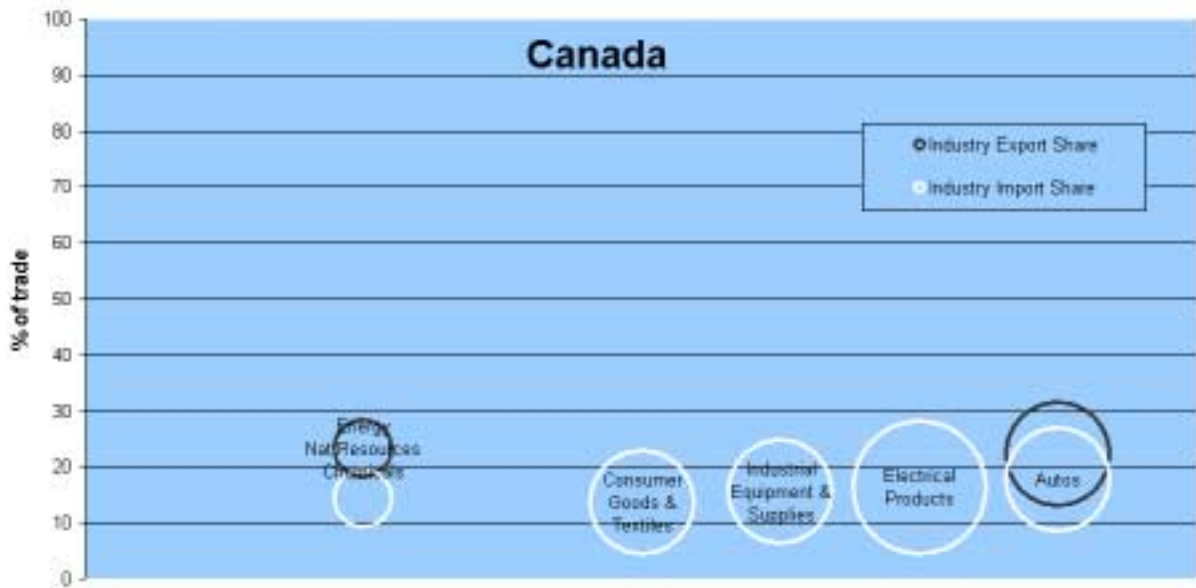 Canada
% of trade
100
90
80
70
60
50
40
30
20
10
0
Industry Export Share
Industry Import Share
Energy
Nat Resources
Chemicals
Consumer
Goods &
Textiles
Industrial
Equipment &
Supplies
Electrical
Products
Autos